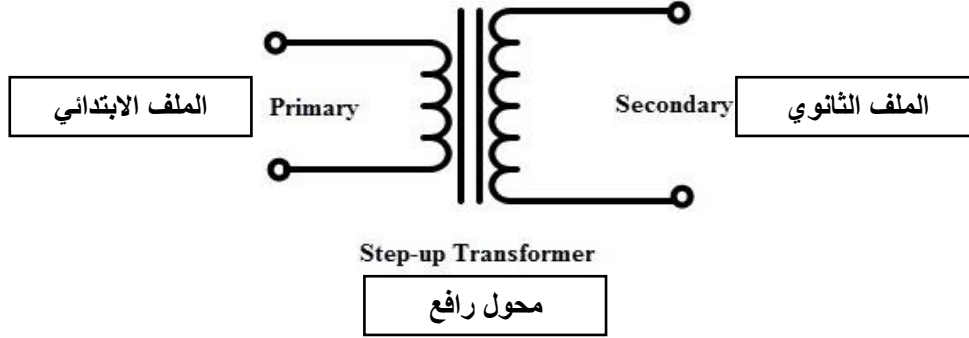 الملف الابتدائي
Primary
Secondary
الملف الثانوي
Step-up Transformer
محول رافع